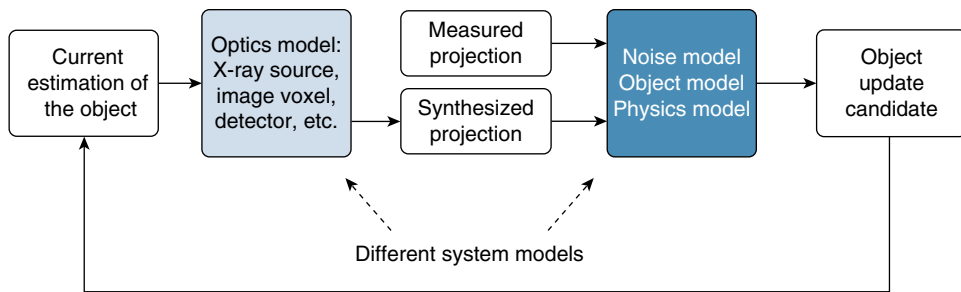 Current
estimation of
the object
Optics model:
X-ray source,
image voxel,
detector, etc.
Measured
projection
Synthesized
projection
Noise model
Object model
Physics model
Object
update
candidate
Different system models